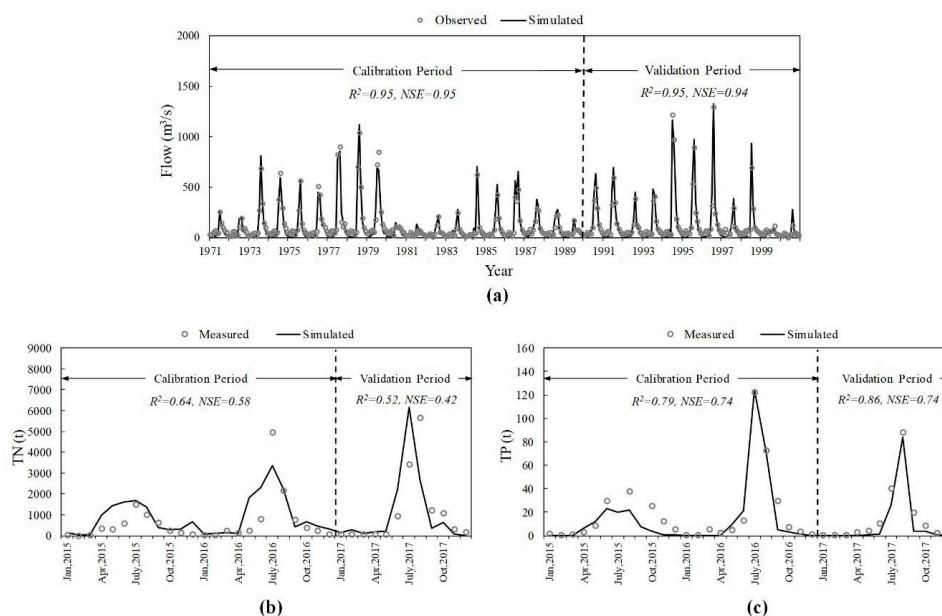 Observed Simulated
2000
1500
1000
500
0
Flow (m³/s)
Calibration Period
R²=0.95, NSE=0.95
Validation Period
R²=0.95, NSE=0.94
1971 1973 1975 1977 1979 1981 1983 1985 1987 1989 1991 1993 1995 1997 1999
Year
(a)
Measured Simulated
9000
8000
7000
6000
5000
4000
3000
2000
1000
0
TN (t)
Calibration Period
R²=0.64, NSE=0.58
Validation Period
R²=0.52, NSE=0.42
Jan,2015 Apr,2015 July,2015 Oct,2015 Jan,2016 Apr,2016 July,2016 Oct,2016 Jan,2017 Apr,2017 July,2017 Oct,2017
(b)
Measured Simulated
160
140
120
100
80
60
40
20
0
TP (t)
Calibration Period
R²=0.79, NSE=0.74
Validation Period
R²=0.86, NSE=0.74
Jan,2015 Apr,2015 July,2015 Oct,2015 Jan,2016 Apr,2016 July,2016 Oct,2016 Jan,2017 Apr,2017 July,2017 Oct,2017
(c)